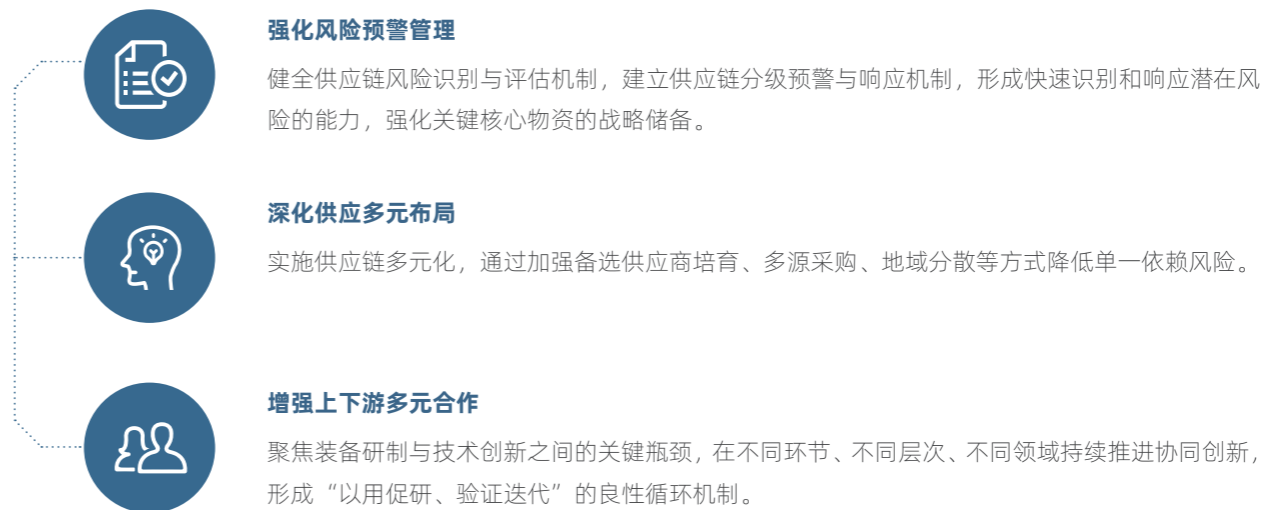 强化风险预警管理
健全供应链风险识别与评估机制，建立供应链分级预警与响应机制，形成快速识别和响应潜在风
险的能力，强化关键核心物资的战略储备。
深化供应多元布局
实施供应链多元化，通过加强备选供应商培育、多源采购、地域分散等方式降低单一依赖风险。
增强上下游多元合作
聚焦装备研制与技术创新之间的关键瓶颈，在不同环节、不同层次、不同领域持续推进协同创新，
形成“以用促研、验证迭代”的良性循环机制。